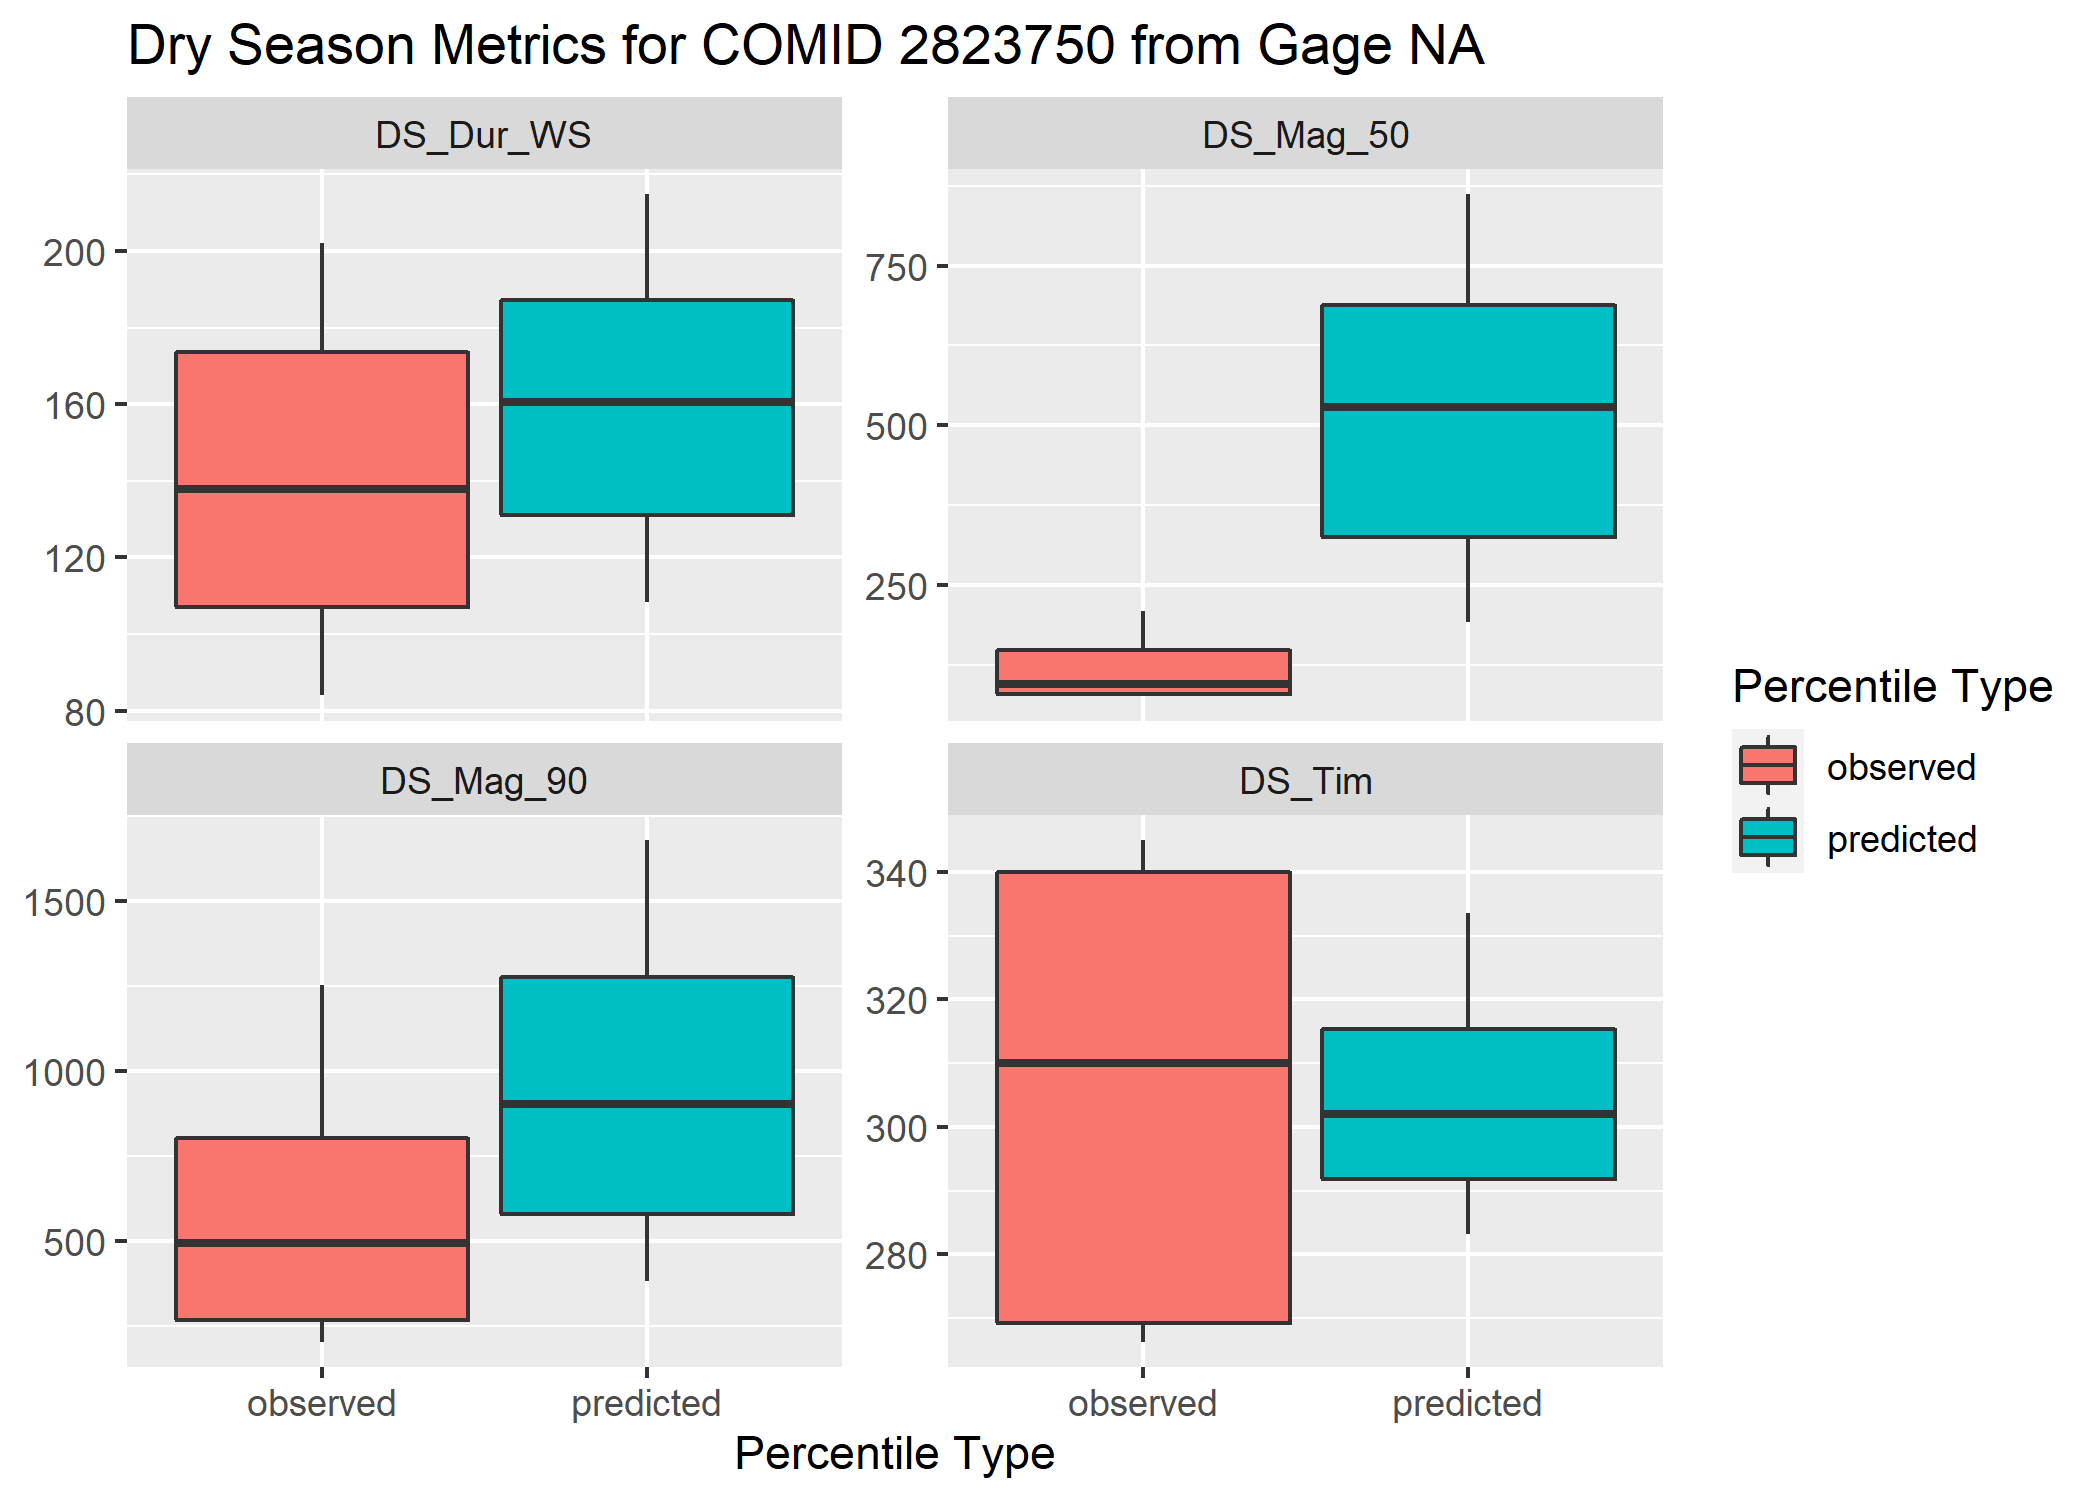 Dry Season Metrics for COMID 2823750 from Gage NA
DS_Dur_WS
DS_Mag_50
200
160
120
80
750
500
250
DS_Mag_90
DS_Tim
1500
1000
500
340
320
300
280
observed
predicted
observed
predicted
Percentile Type
Percentile Type
observed
predicted